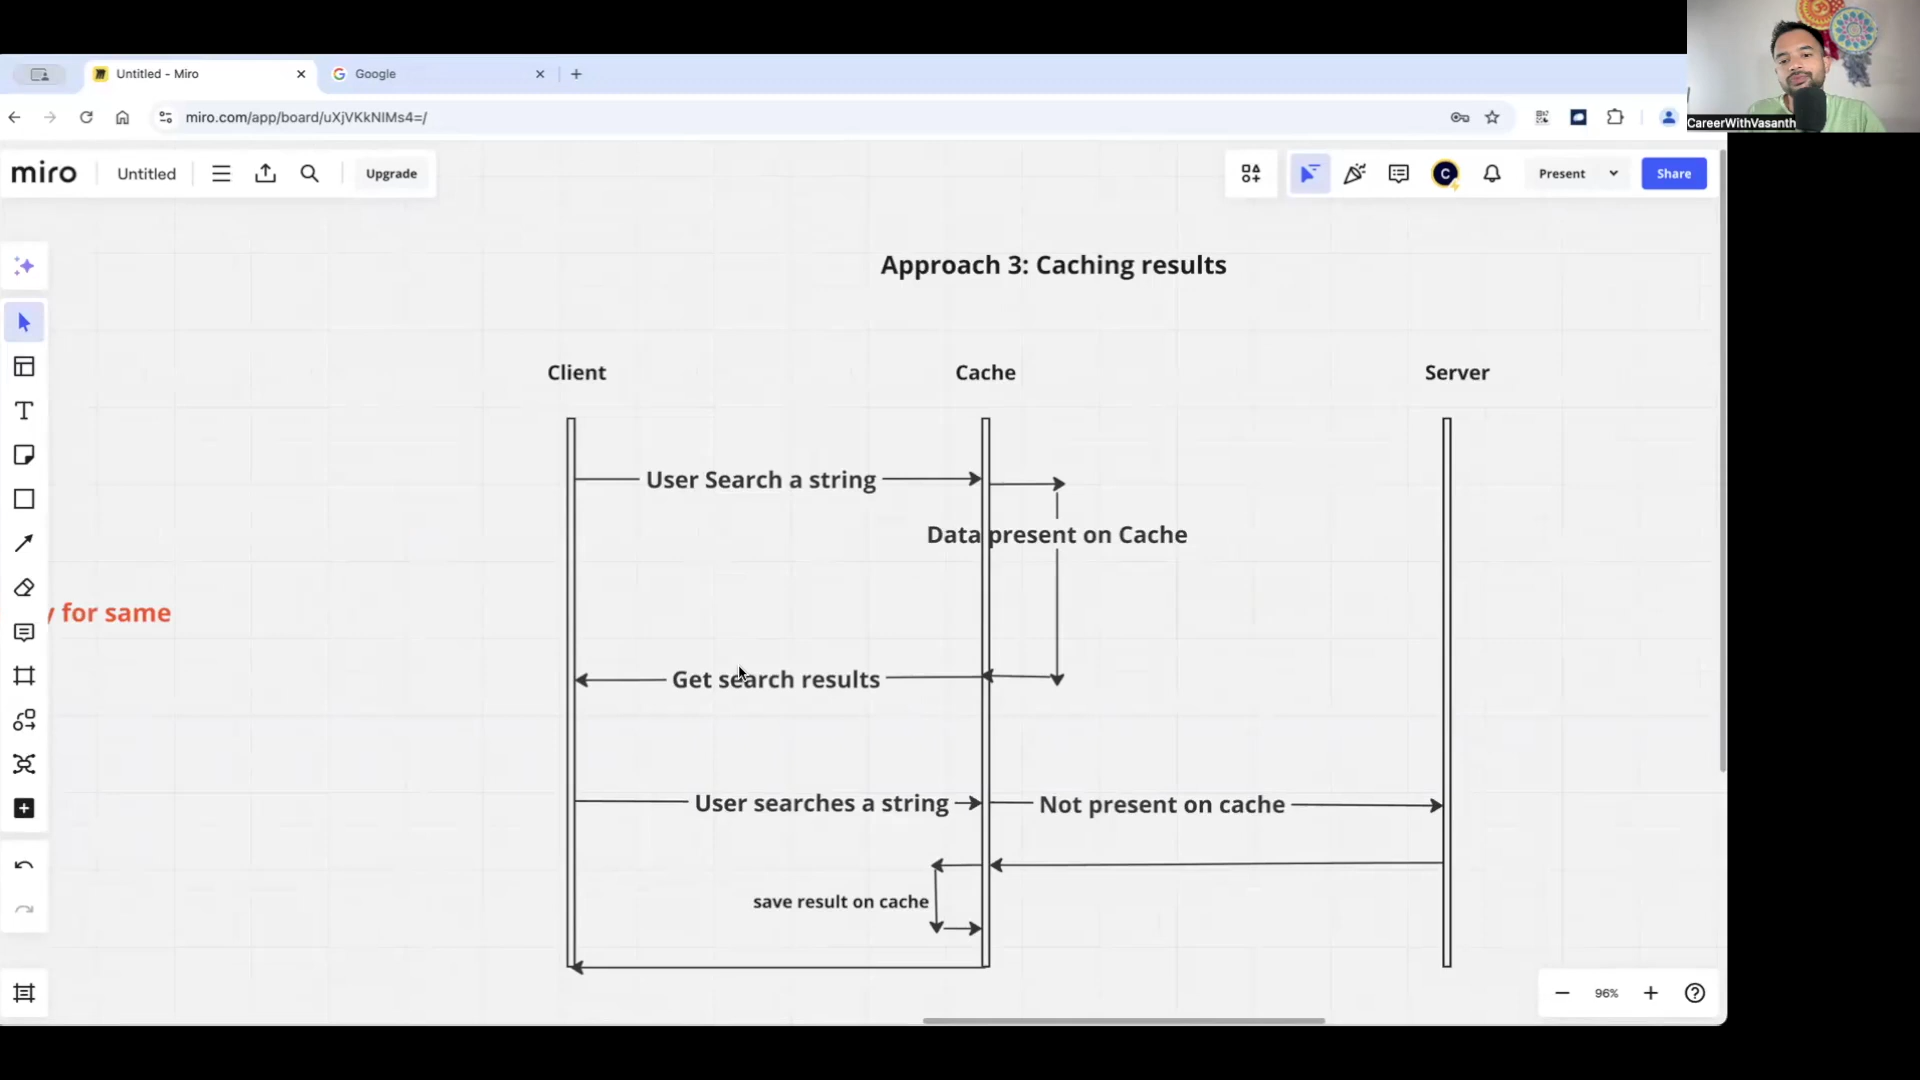 Untitled - Miro
Google
miro.com/app/board/uXjVKkNIMs4=/
CareerWithVasanth
miro
Untitled
Upgrade
C
Present
Share
Approach 3: Caching results
Client
Cache
Server
User Search a string
Data present on Cache
y for same
Get search results
User searches a string
Not present on cache
save result on cache
96%